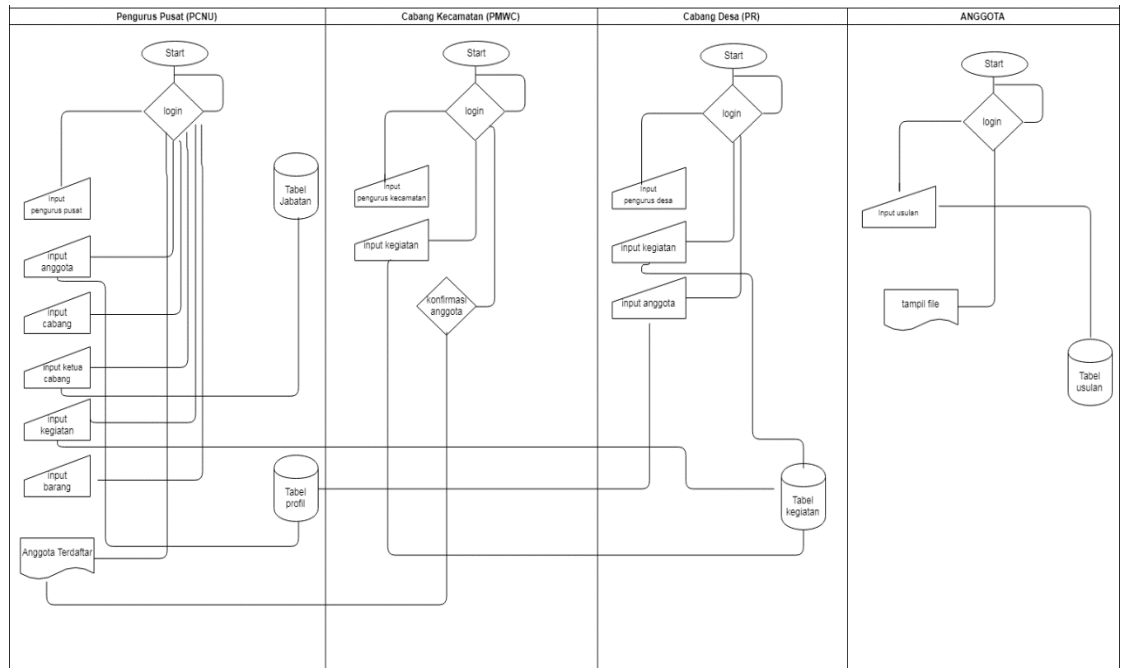 Pengurus Pusat (PCNU)
Cabang Kecamatan (PMWC)
Cabang Desa (PR)
ANGGOTA
Start
login
Input
pengurus pusat
input
anggota
input
cabang
input ketua
cabang
input
kegiatan
input
barang
Anggota Terdaftar
Tabel
Jabatan
Tabel
profil
Start
login
Input
pengurus kecamatan
input kegiatan
konfirmasi
anggota
Start
login
Input
pengurus desa
input kegiatan
input anggota
Tabel
kegiatan
Start
login
Input usulan
tampil file
Tabel
usulan